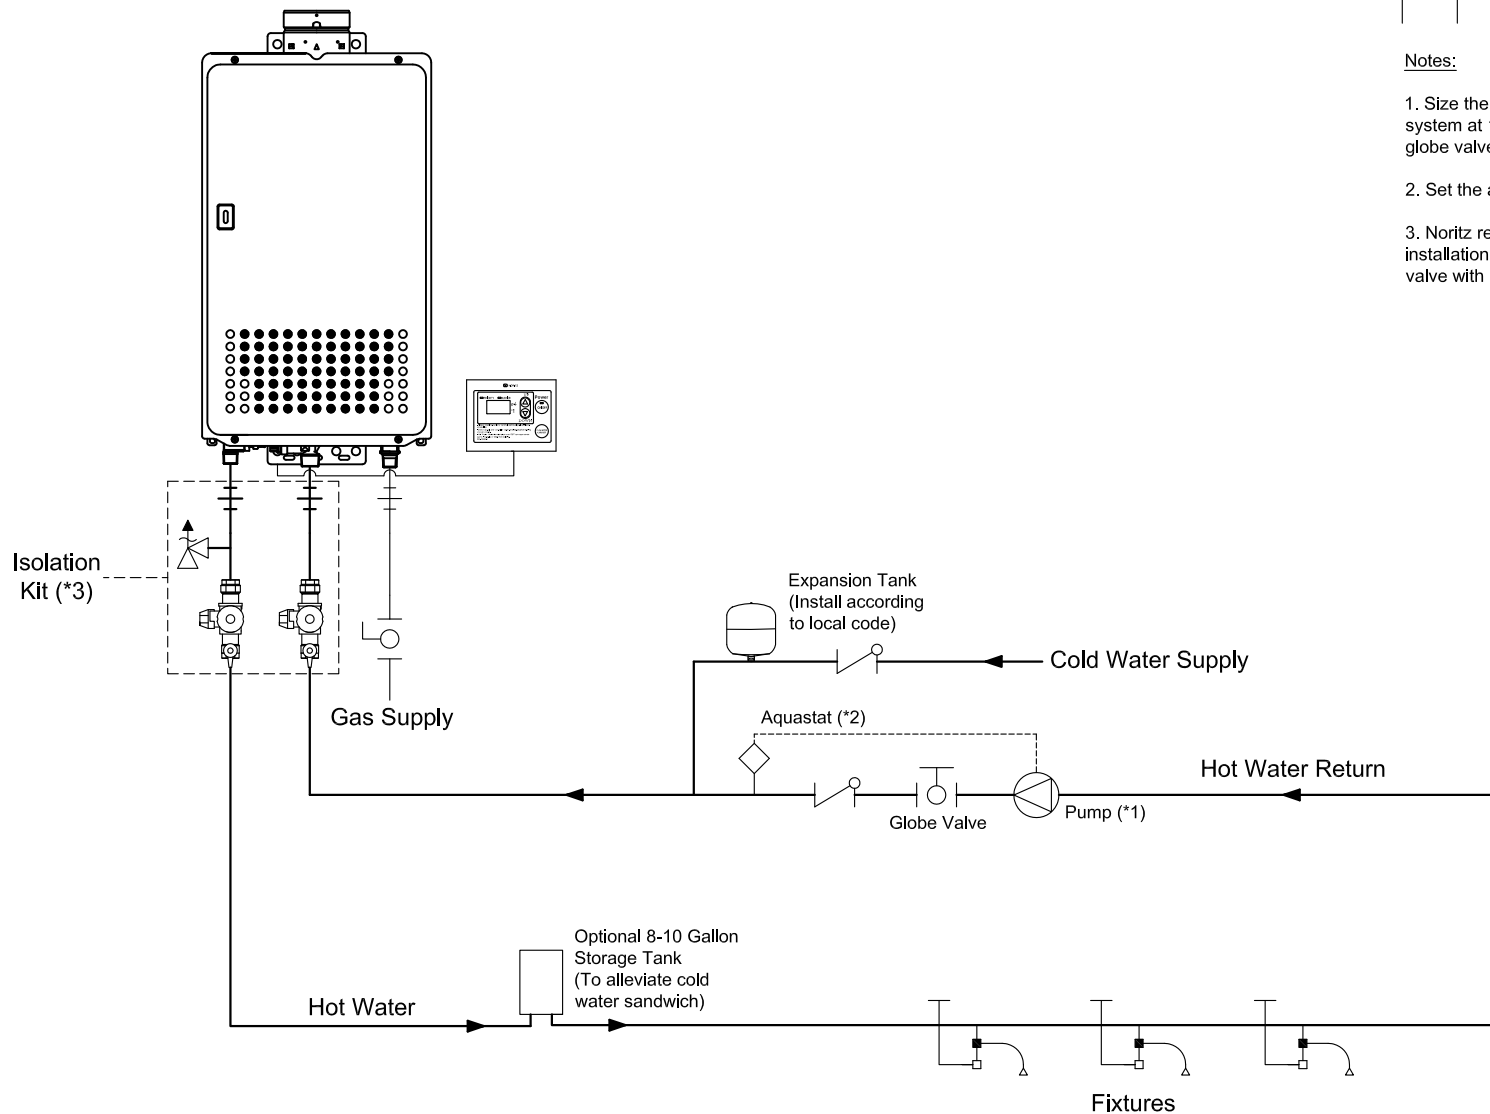 Notes:
1. Size the
system at
globe valve
2. Set the a
3. Noritz re
installation
valve with
Power
Isolation
Kit (*3)
Expansion Tank
(Install according
to local code)
Cold Water Supply
Gas Supply
Aquastat (*2)
Hot Water Return
Pump (*1)
Globe Valve
Optional 8-10 Gallon
Storage Tank
(To alleviate cold
water sandwich)
Hot Water
Fixtures